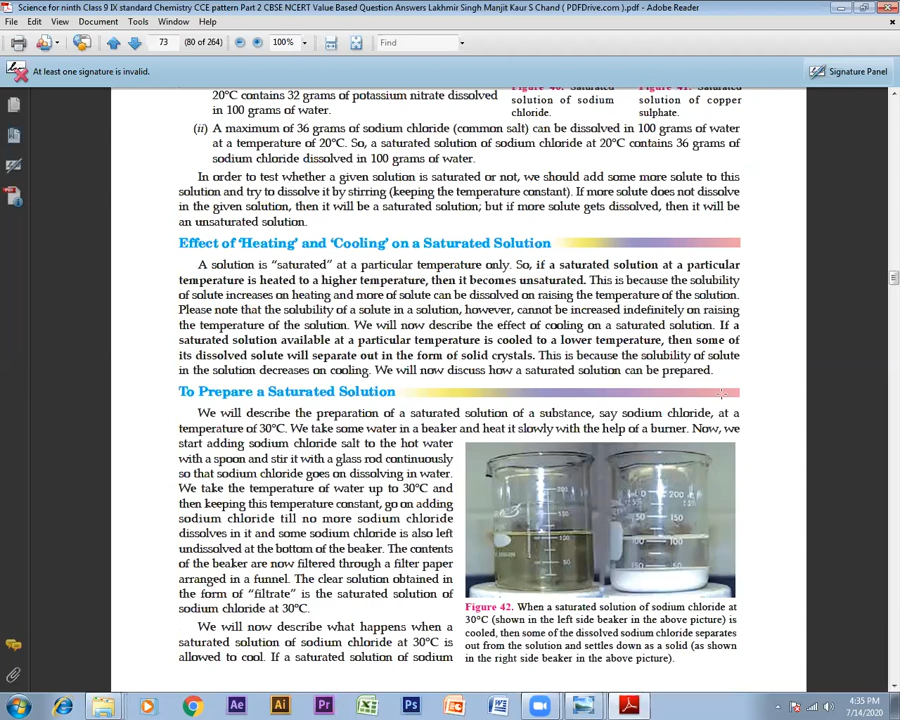 Science for ninth Class 9 IX standard Chemistry CCE pattern Part 2 CBSE NCERT Value Based Question Answers Lakhmir Singh Manjit Kaur S Chand ( PDFDrive.com ).pdf - Adobe Reader
File Edit View Document Tools Window Help
73 (80 of 264) 100% Find
At least one signature is invalid.
Signature Panel
20°C contains 32 grams of potassium nitrate dissolved
in 100 grams of water.
Figure 40. Saturated
solution of sodium
chloride.
Figure 41. Saturated
solution of copper
sulphate.
(ii) A maximum of 36 grams of sodium chloride (common salt) can be dissolved in 100 grams of water
at a temperature of 20°C. So, a saturated solution of sodium chloride at 20°C contains 36 grams of
sodium chloride dissolved in 100 grams of water.
In order to test whether a given solution is saturated or not, we should add some more solute to this
solution and try to dissolve it by stirring (keeping the temperature constant). If more solute does not dissolve
in the given solution, then it will be a saturated solution; but if more solute gets dissolved, then it will be
an unsaturated solution.
Effect of 'Heating' and 'Cooling' on a Saturated Solution
A solution is “saturated” at a particular temperature only. So, if a saturated solution at a particular
temperature is heated to a higher temperature, then it becomes unsaturated. This is because the solubility
of solute increases on heating and more of solute can be dissolved on raising the temperature of the solution.
Please note that the solubility of a solute in a solution, however, cannot be increased indefinitely on raising
the temperature of the solution. We will now describe the effect of cooling on a saturated solution. If a
saturated solution available at a particular temperature is cooled to a lower temperature, then some of
its dissolved solute will separate out in the form of solid crystals. This is because the solubility of solute
in the solution decreases on cooling. We will now discuss how a saturated solution can be prepared.
To Prepare a Saturated Solution
We will describe the preparation of a saturated solution of a substance, say sodium chloride, at a
temperature of 30°C. We take some water in a beaker and heat it slowly with the help of a burner. Now, we
start adding sodium chloride salt to the hot water
with a spoon and stir it with a glass rod continuously
so that sodium chloride goes on dissolving in water.
We take the temperature of water up to 30°C and
then keeping this temperature constant, go on adding
sodium chloride till no more sodium chloride
dissolves in it and some sodium chloride is also left
undissolved at the bottom of the beaker. The contents
of the beaker are now filtered through a filter paper
arranged in a funnel. The clear solution obtained in
the form of “filtrate” is the saturated solution of
sodium chloride at 30°C.
We will now describe what happens when a
saturated solution of sodium chloride at 30°C is
allowed to cool. If a saturated solution of sodium
Figure 42. When a saturated solution of sodium chloride at
30°C (shown in the left side beaker in the above picture) is
cooled, then some of the dissolved sodium chloride separates
out from the solution and settles down as a solid (as shown
in the right side beaker in the above picture).
Ae Ai Pr Ps
4:35 PM
7/14/2020